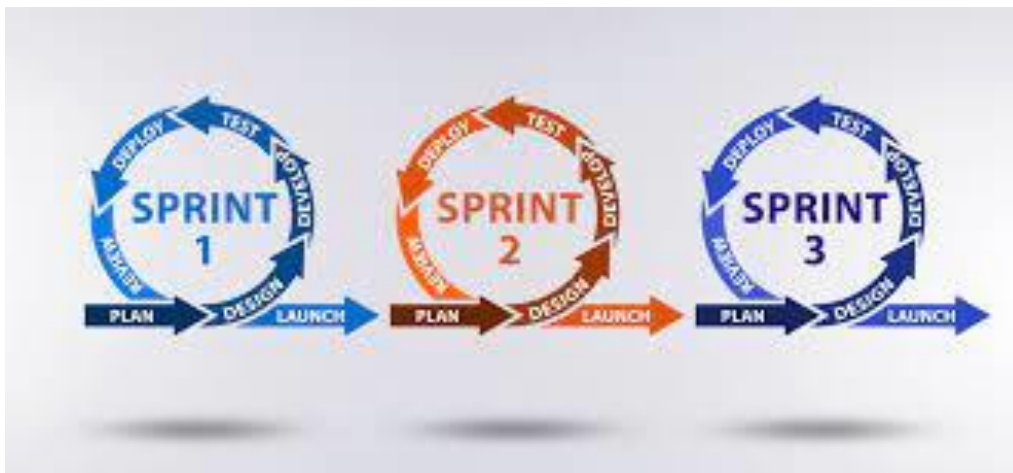 SPRINT
1
PLAN
DESIGN
DEVELOP
TEST
DEPLOY
REVIEW
LAUNCH
SPRINT
2
PLAN
DESIGN
DEVELOP
TEST
DEPLOY
REVIEW
LAUNCH
SPRINT
3
PLAN
DESIGN
DEVELOP
TEST
DEPLOY
REVIEW
LAUNCH